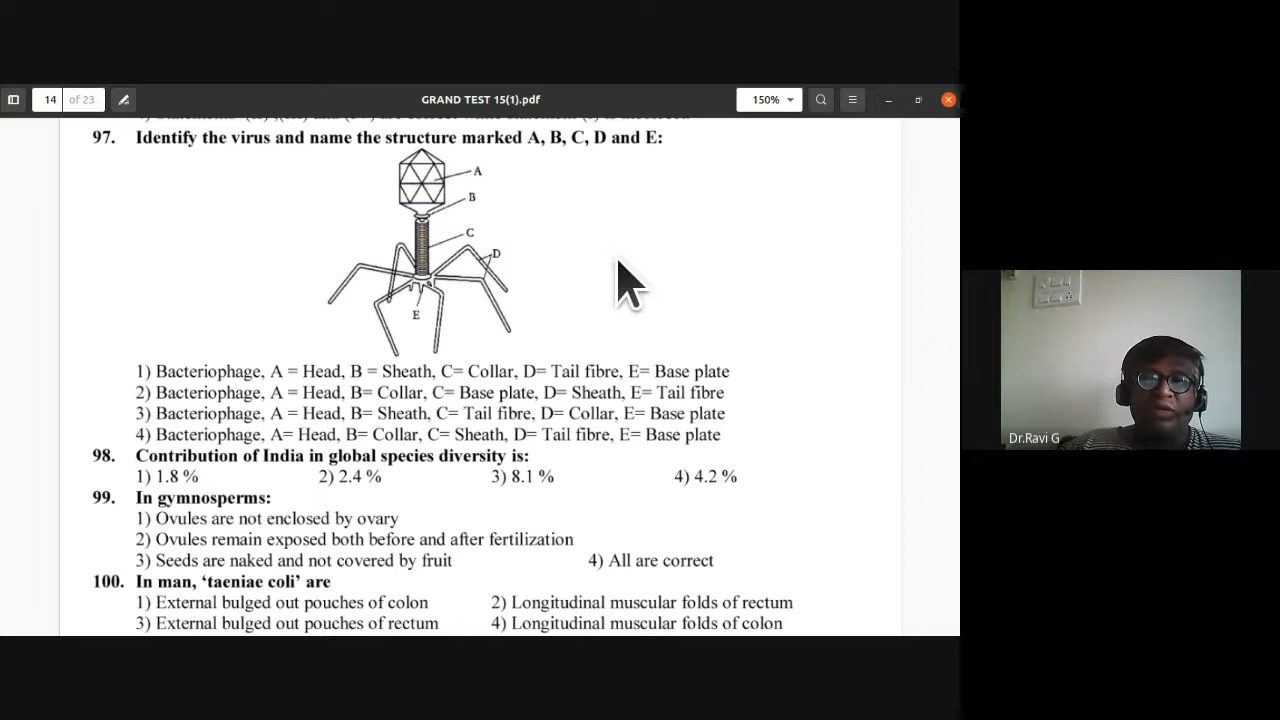 14 of 23
GRAND TEST 15(1).pdf
150%
97. Identify the virus and name the structure marked A, B, C, D and E:
A
B
C
D
E
1) Bacteriophage, A = Head, B = Sheath, C= Collar, D= Tail fibre, E= Base plate
2) Bacteriophage, A = Head, B= Collar, C= Base plate, D= Sheath, E= Tail fibre
3) Bacteriophage, A = Head, B= Sheath, C= Tail fibre, D= Collar, E= Base plate
4) Bacteriophage, A= Head, B= Collar, C= Sheath, D= Tail fibre, E= Base plate
98. Contribution of India in global species diversity is:
1) 1.8 % 2) 2.4 % 3) 8.1 % 4) 4.2 %
99. In gymnosperms:
1) Ovules are not enclosed by ovary
2) Ovules remain exposed both before and after fertilization
3) Seeds are naked and not covered by fruit 4) All are correct
100. In man, ‘taeniae coli’ are
1) External bulged out pouches of colon 2) Longitudinal muscular folds of rectum
3) External bulged out pouches of rectum 4) Longitudinal muscular folds of colon
Dr.Ravi G